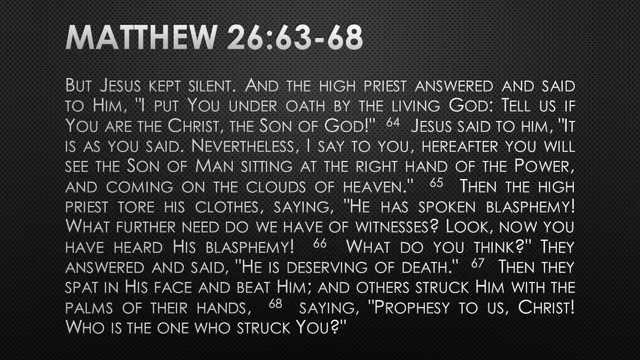 MATTHEW 26:63-68
BUT JESUS KEPT SILENT. AND THE HIGH PRIEST ANSWERED AND SAID
TO HIM, "I PUT YOU UNDER OATH BY THE LIVING GOD: TELL US IF
YOU ARE THE CHRIST, THE SON OF GOD!" 64 JESUS SAID TO HIM, "IT
IS AS YOU SAID. NEVERTHELESS, I SAY TO YOU, HEREAFTER YOU WILL
SEE THE SON OF MAN SITTING AT THE RIGHT HAND OF THE POWER,
AND COMING ON THE CLOUDS OF HEAVEN." 65 THEN THE HIGH
PRIEST TORE HIS CLOTHES, SAYING, "HE HAS SPOKEN BLASPHEMY!
WHAT FURTHER NEED DO WE HAVE OF WITNESSES? LOOK, NOW YOU
HAVE HEARD HIS BLASPHEMY! 66 WHAT DO YOU THINK?" THEY
ANSWERED AND SAID, "HE IS DESERVING OF DEATH." 67 THEN THEY
SPAT IN HIS FACE AND BEAT HIM; AND OTHERS STRUCK HIM WITH THE
PALMS OF THEIR HANDS, 68 SAYING, "PROPHESY TO US, CHRIST!
WHO IS THE ONE WHO STRUCK YOU?"